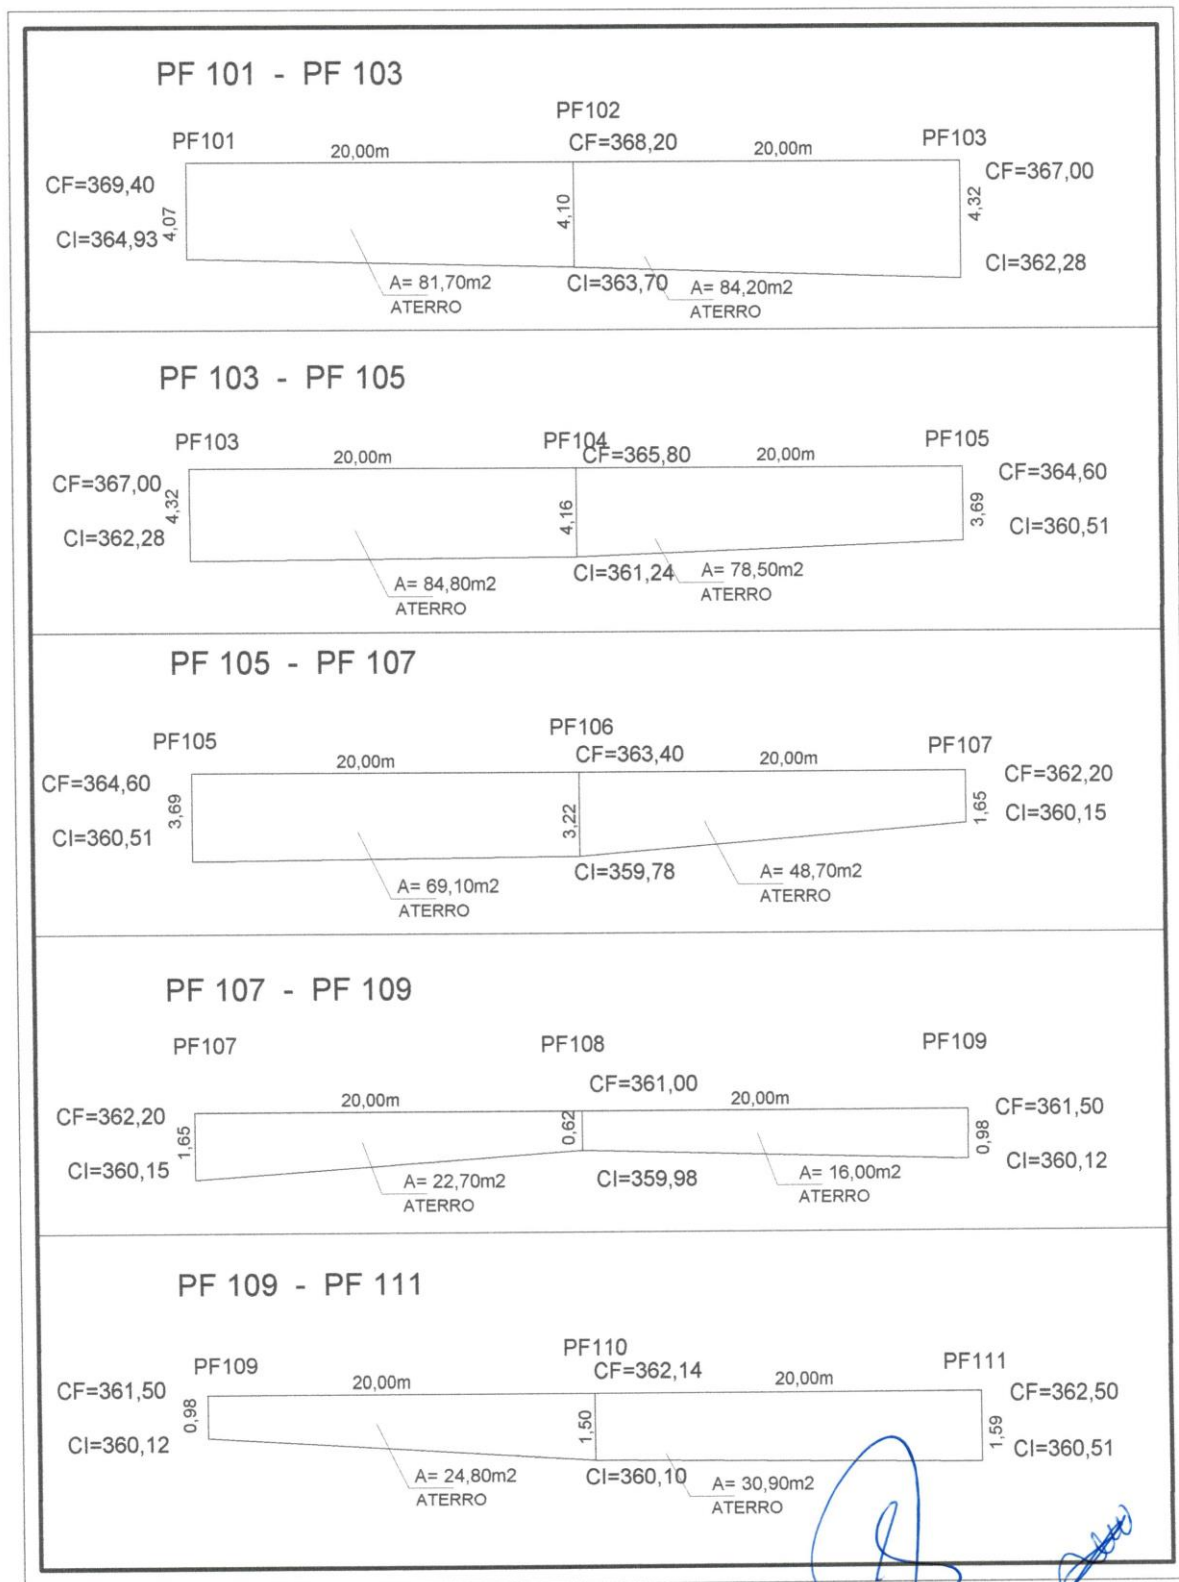 PF 101 - PF 103
PF101
20,00m
PF102
CF=368,20
20,00m
PF103
CF=369,40
CI=364,93
4,07
4,10
4,32
CF=367,00
CI=362,28
A= 81,70m2
ATERRO
CI=363,70
A= 84,20m2
ATERRO
PF 103 - PF 105
PF103
20,00m
PF104
CF=365,80
20,00m
PF105
CF=367,00
CI=362,28
4,32
4,16
3,69
CF=364,60
CI=360,51
A= 84,80m2
ATERRO
CI=361,24
A= 78,50m2
ATERRO
PF 105 - PF 107
PF105
20,00m
PF106
CF=363,40
20,00m
PF107
CF=364,60
CI=360,51
3,69
3,22
1,65
CF=362,20
CI=360,15
A= 69,10m2
ATERRO
CI=359,78
A= 48,70m2
ATERRO
PF 107 - PF 109
PF107
PF108
PF109
20,00m
CF=361,00
20,00m
CF=362,20
CI=360,15
1,65
0,62
0,98
CF=361,50
CI=360,12
A= 22,70m2
ATERRO
CI=359,98
A= 16,00m2
ATERRO
PF 109 - PF 111
PF109
20,00m
PF110
CF=362,14
20,00m
PF111
CF=361,50
CI=360,12
0,98
1,50
1,59
CF=362,50
CI=360,51
A= 24,80m2
ATERRO
CI=360,10
A= 30,90m2
ATERRO